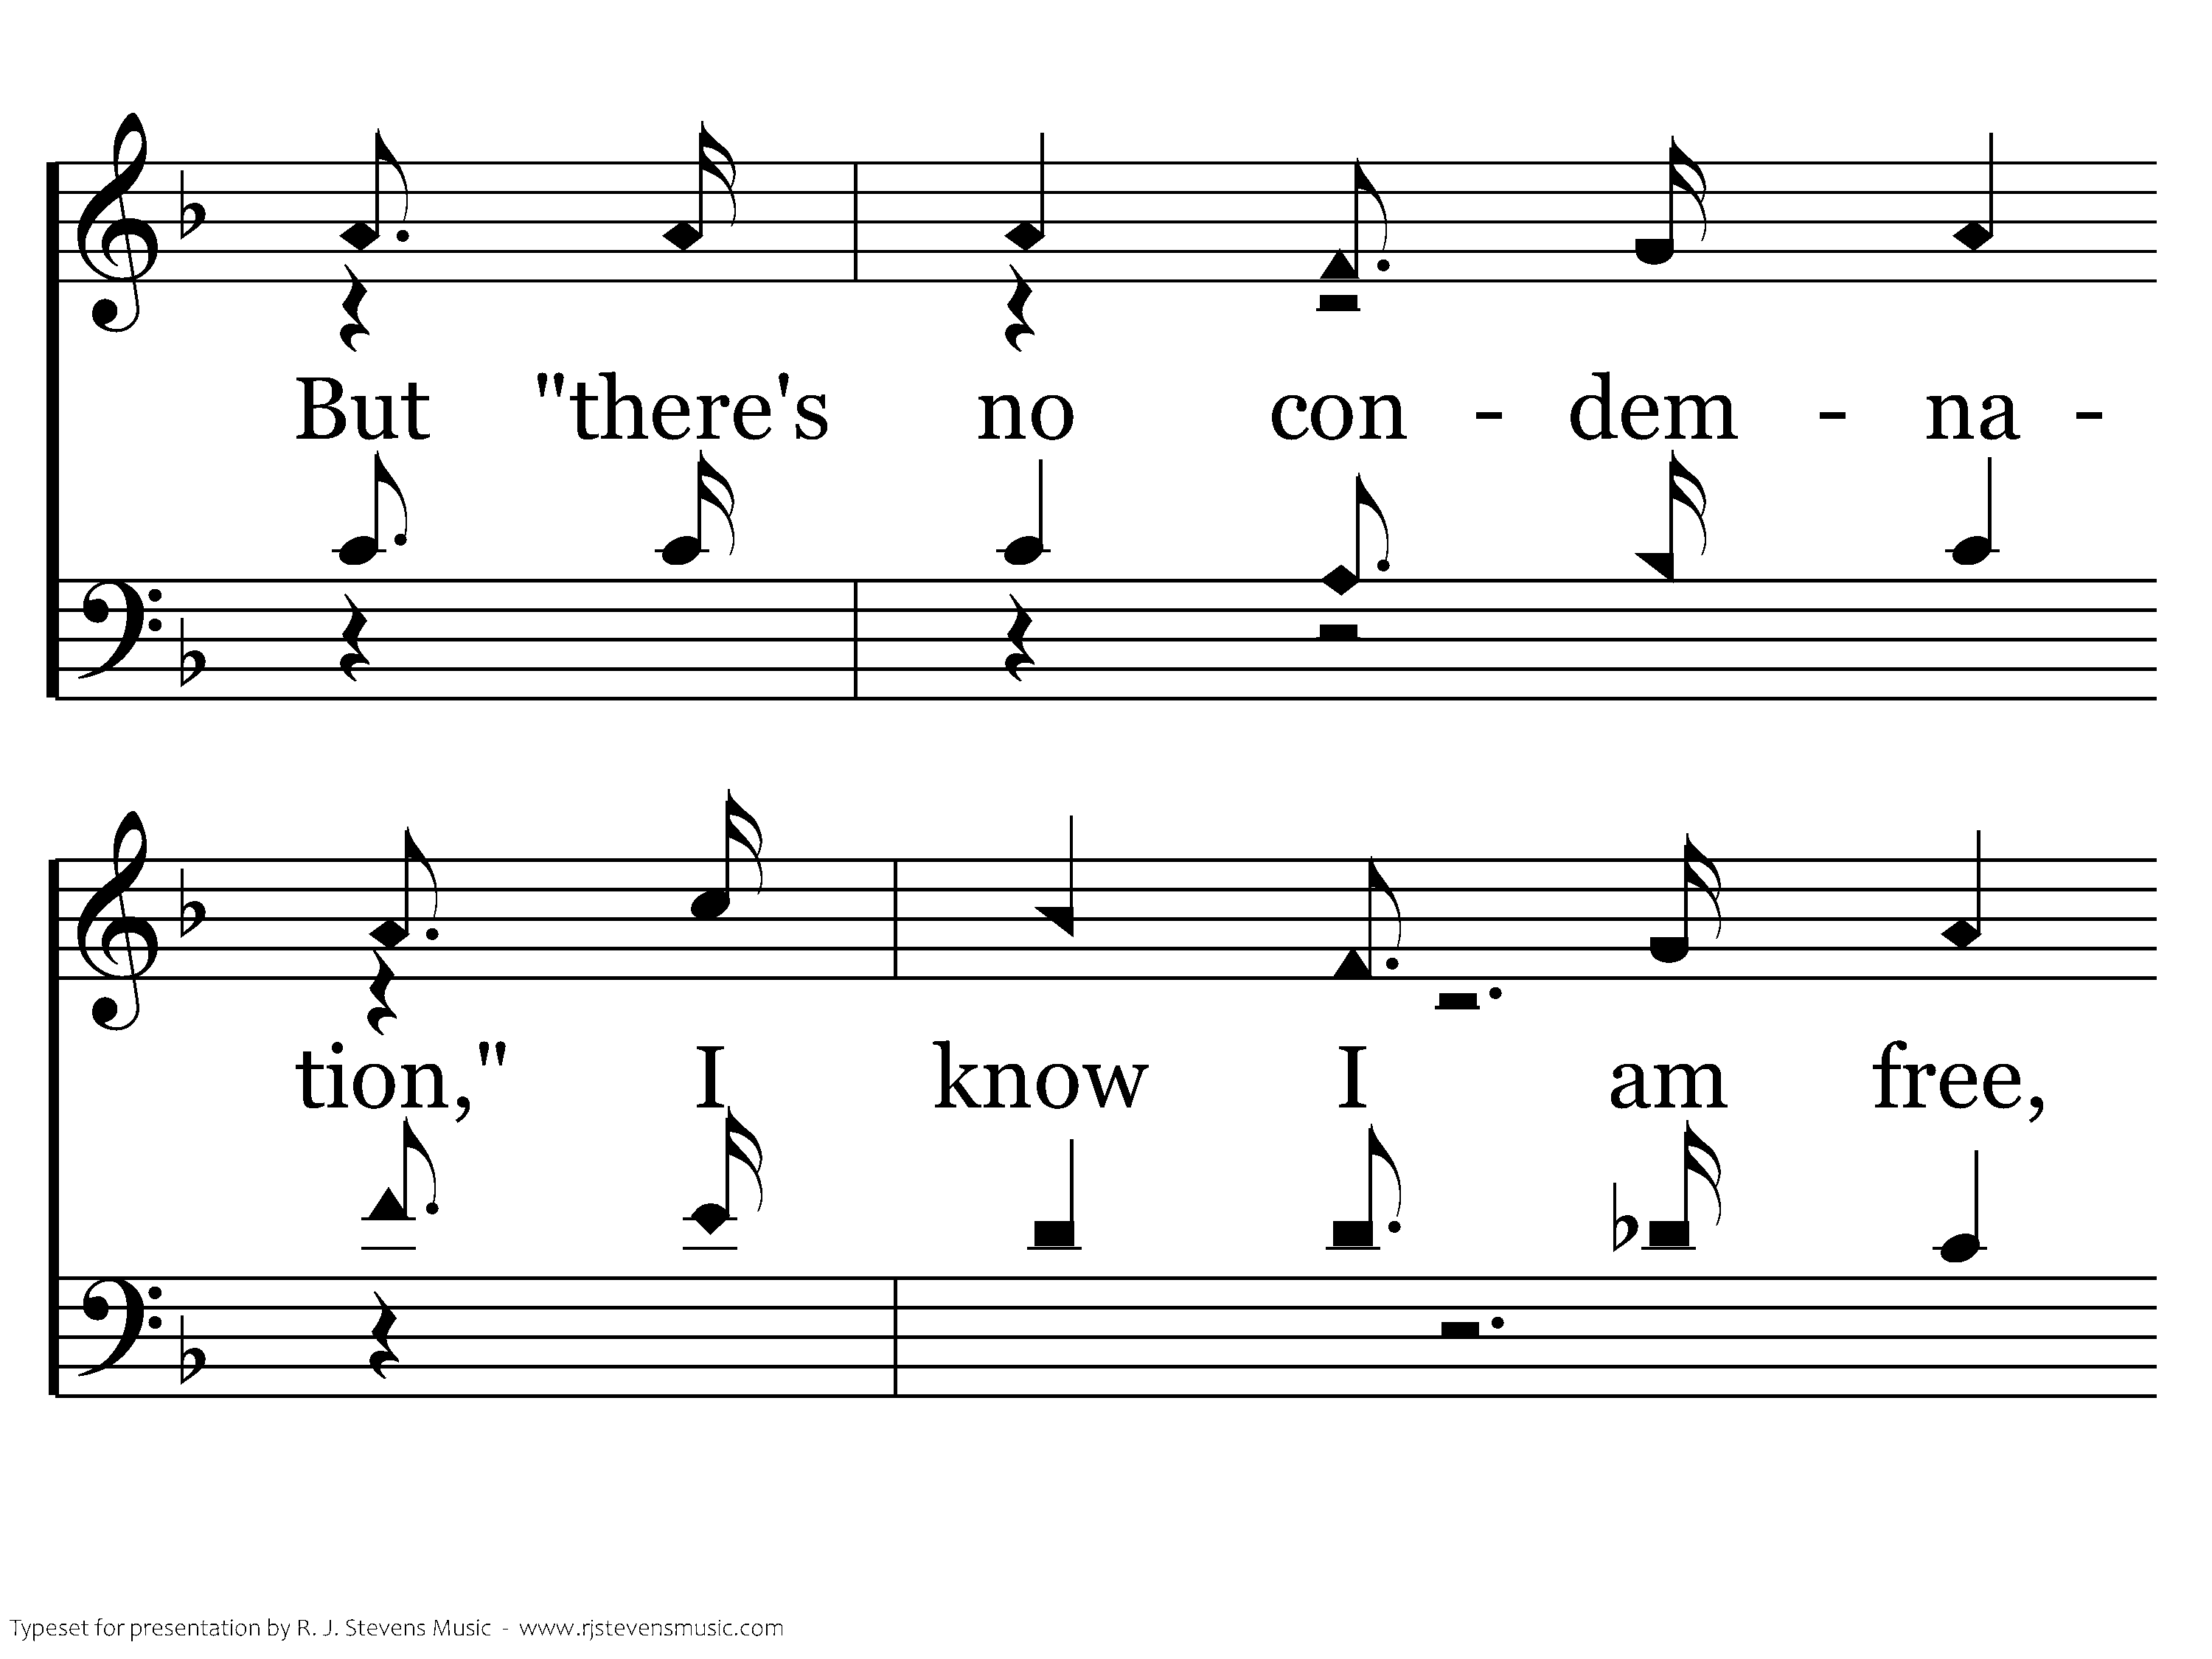 But "there's no con - dem - na -
tion," I know I am free,
Typeset for presentation by R. J. Stevens Music - www.rjstevensmusic.com